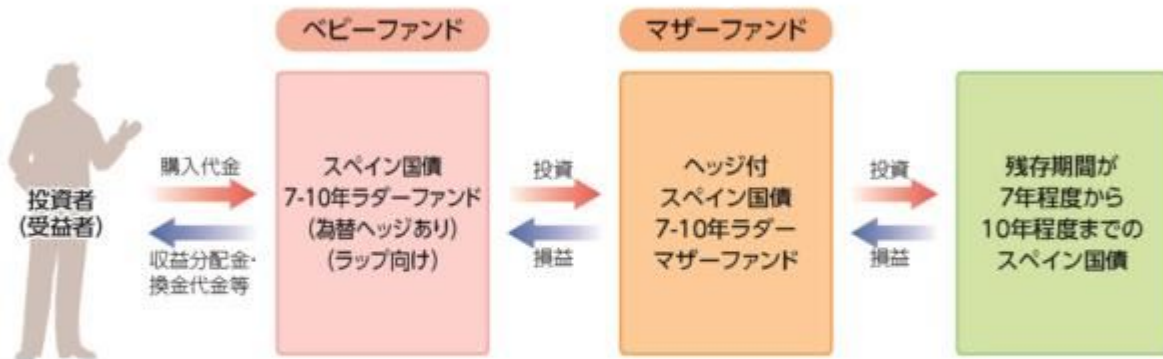 ベビーファンド
マザーファンド
投資者
(受益者)
購入代金
収益分配金・
換金代金等
スペイン国債
7-10年ラダーファンド
(為替ヘッジあり)
(ラップ向け)
投資
損益
ヘッジ付
スペイン国債
7-10年ラダー
マザーファンド
投資
損益
残存期間が
7年程度から
10年程度までの
スペイン国債